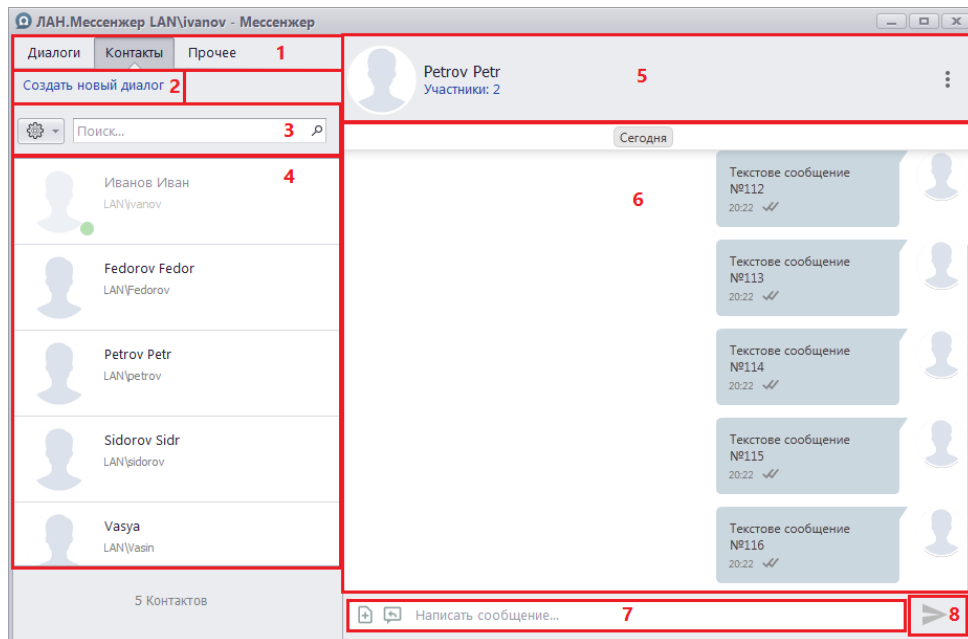 ЛАН.Мессенжер LAN\ivanov - Мессенжер
Диалоги Контакты Прочее 1
Создать новый диалог 2
Поиск... 3
4
Иванов Иван
LAN\ivanov
Fedorov Fedor
LAN\Fedorov
Petrov Petr
LAN\petrov
Sidorov Sidr
LAN\sidorov
Vasya
LAN\Vasin
5 Контактов
Petrov Petr
Участники: 2
5
Сегодня
6
Текстове сообщение
№112
20:22
Текстове сообщение
№113
20:22
Текстове сообщение
№114
20:22
Текстове сообщение
№115
20:22
Текстове сообщение
№116
20:22
Написать сообщение... 7
8